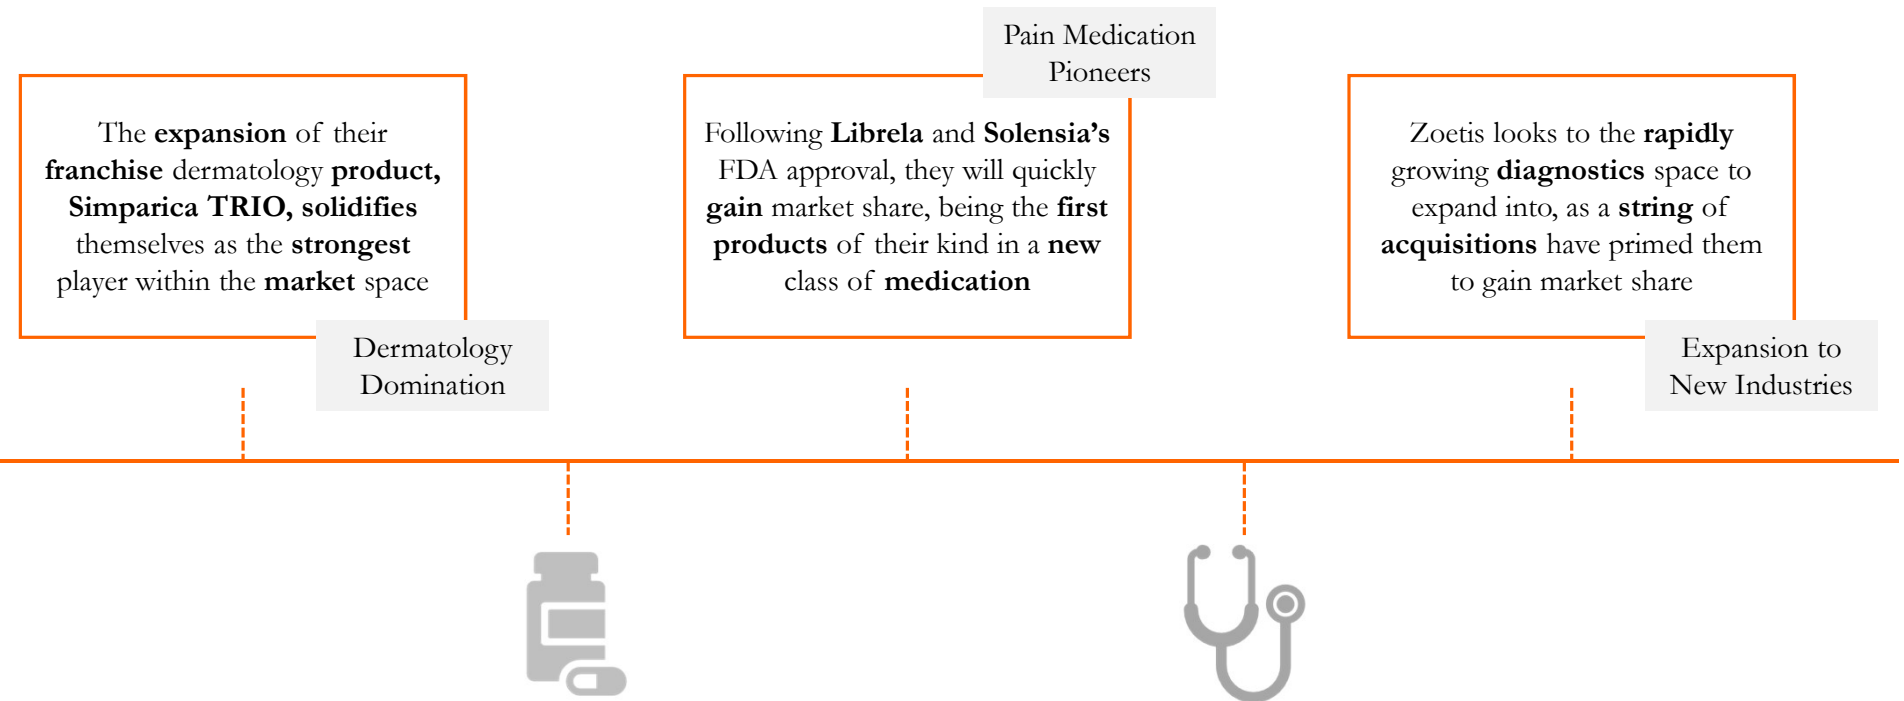 The expansion of their
franchise dermatology product,
Simparica TRIO, solidifies
themselves as the strongest
player within the market space
Dermatology
Domination
Pain Medication
Pioneers
Following Librela and Solensia’s
FDA approval, they will quickly
gain market share, being the first
products of their kind in a new
class of medication
Zoetis looks to the rapidly
growing diagnostics space to
expand into, as a string of
acquisitions have primed them
to gain market share
Expansion to
New Industries